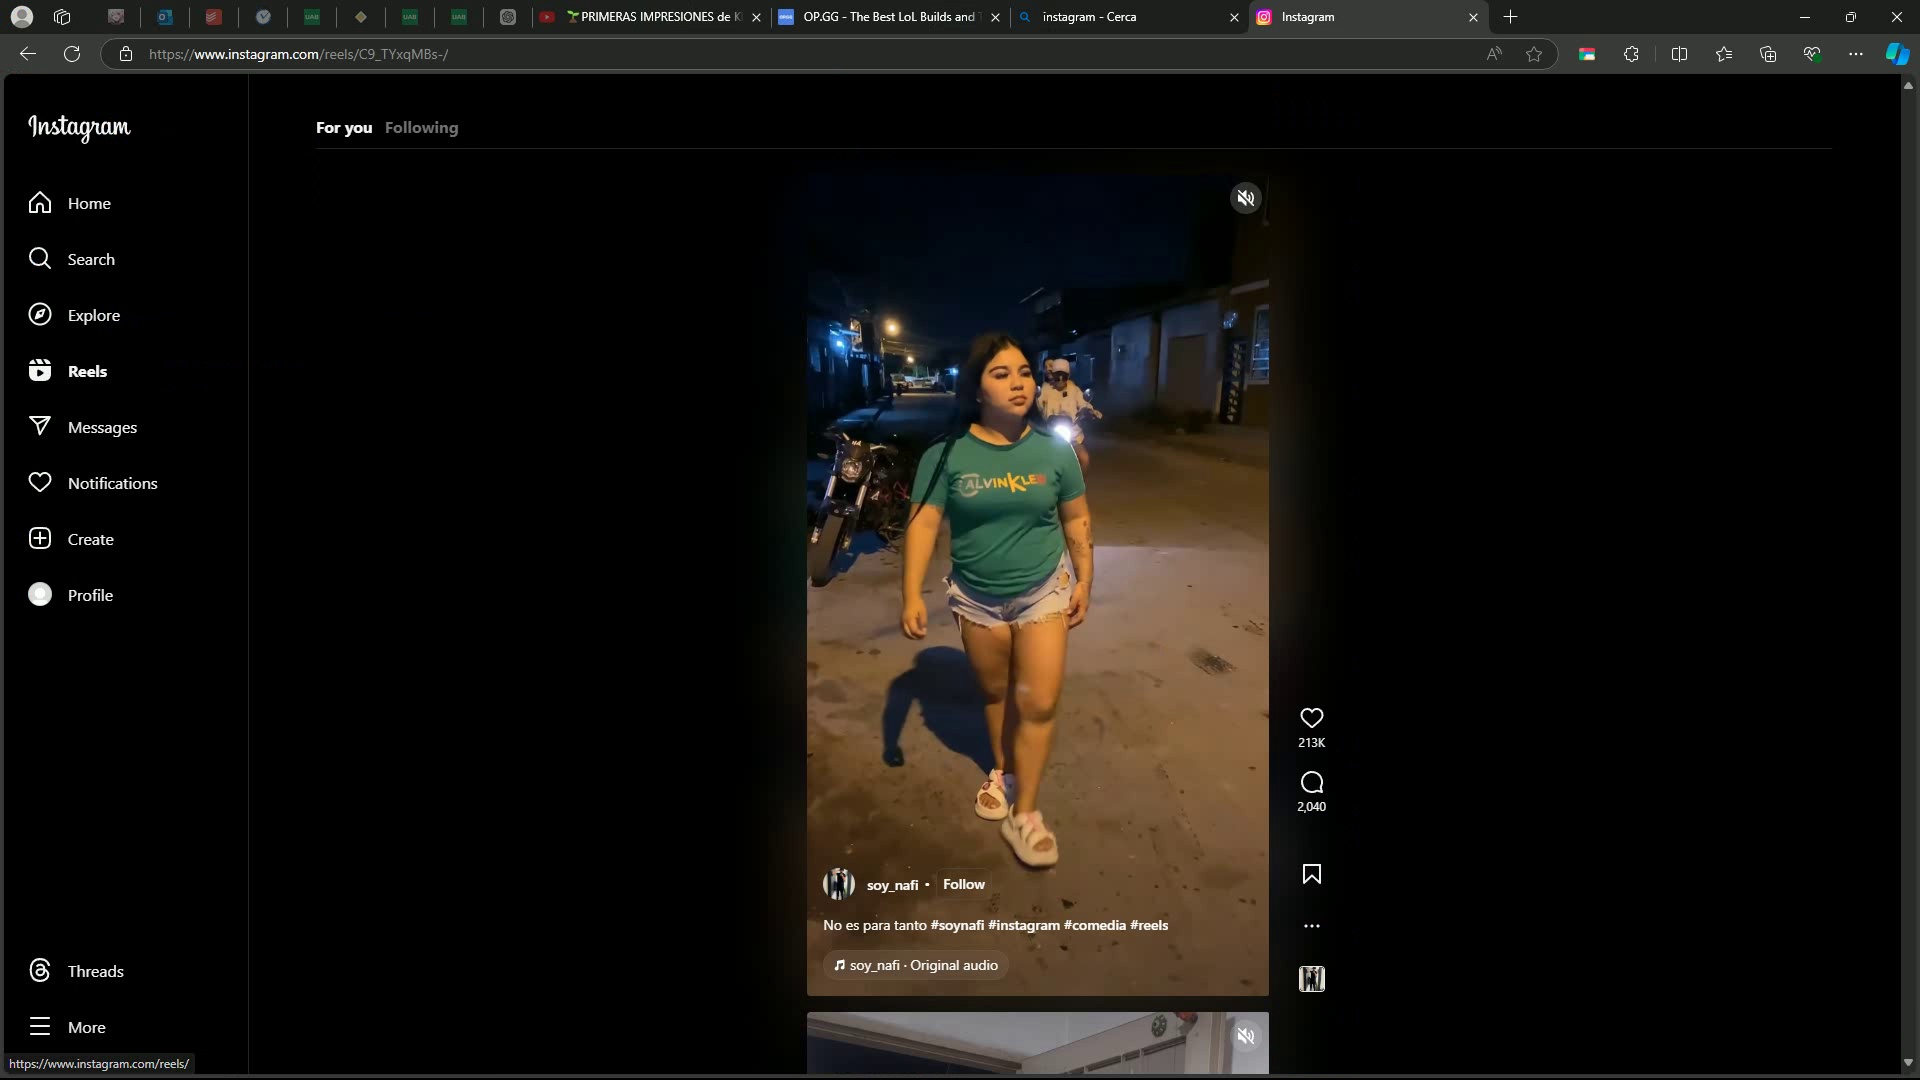 PRIMERAS IMPRESIONES de K
OP.GG - The Best LoL Builds and T
instagram - Cerca
Instagram
https://www.instagram.com/reels/C9_TYxqMBs-/
Instagram
For you
Following
Home
Search
Explore
Reels
Messages
Notifications
Create
Profile
Threads
More
ALVINKLE
213K
2,040
soy_nafi • Follow
No es para tanto #soynafi #instagram #comedia #reels
soy_nafi · Original audio
https://www.instagram.com/reels/